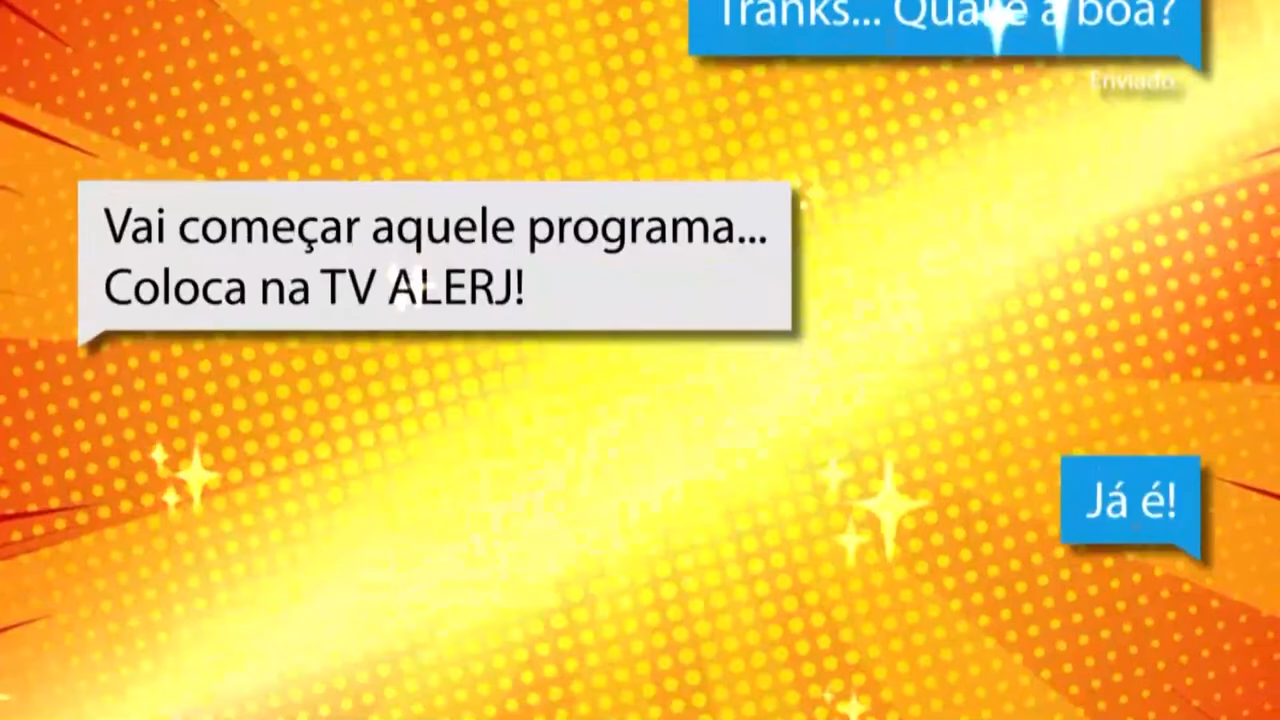 Tranks... Qual é a boa?
Enviado
Vai começar aquele programa...
Coloca na TV ALERJ!
Já é!